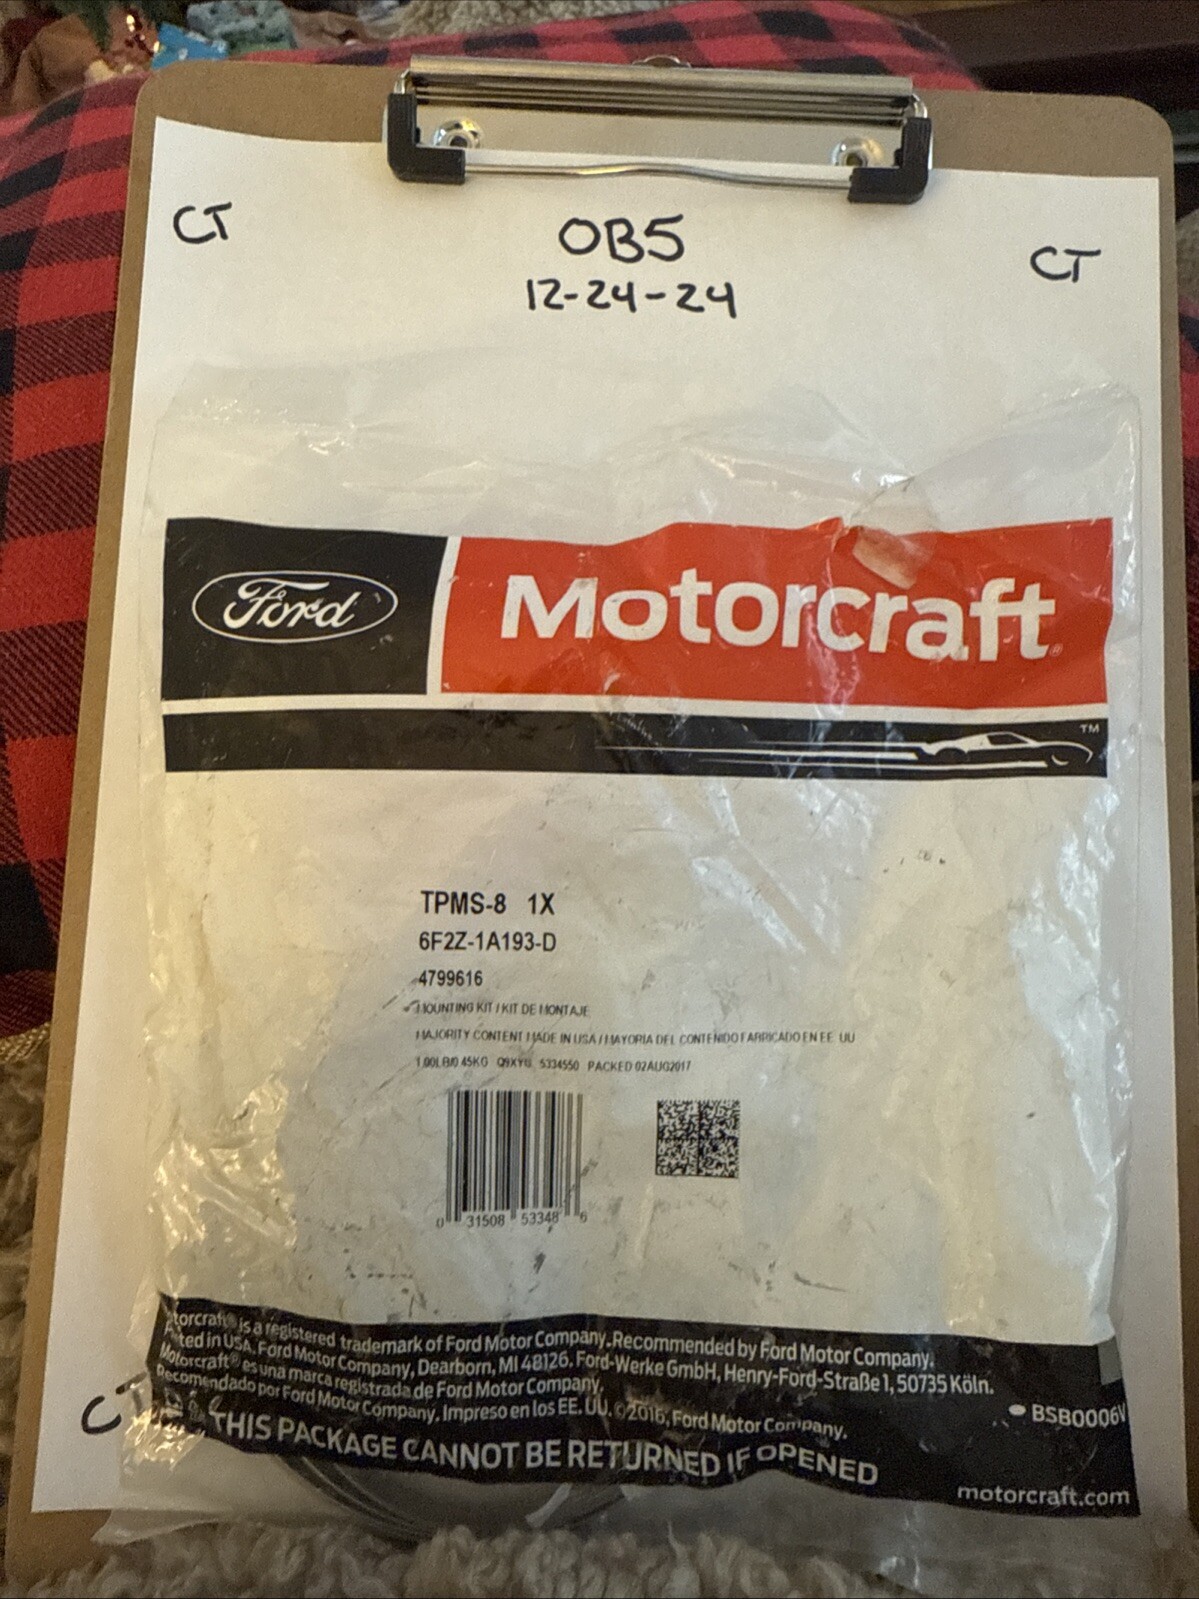 CT
OB5
CT
12-24-24
Ford
Motorcraft®
TM
TPMS-8 1X
6F2Z-1A193-D
4799616
MOUNTING KIT / KIT DE MONTAJE
MAJORITY CONTENT MADE IN USA / MAYORIA DEL CONTENIDO FABRICADO EN EE. UU
1.00LB/0.45KG Q9XYG 5334550 PACKED 02AUG2017
0 31508 53348 6
torcraft® is a registered trademark of Ford Motor Company. Recommended by Ford Motor Company.
ted in USA. Ford Motor Company, Dearborn, MI 48126. Ford-Werke GmbH, Henry-Ford-Straße 1, 50735 Köln.
Motorcraft® es una marca registrada de Ford Motor Company.
Recomendado por Ford Motor Company. Impreso en los EE. UU. ©2016, Ford Motor Company.
BSB0006V
THIS PACKAGE CANNOT BE RETURNED IF OPENED
motorcraft.com
CT